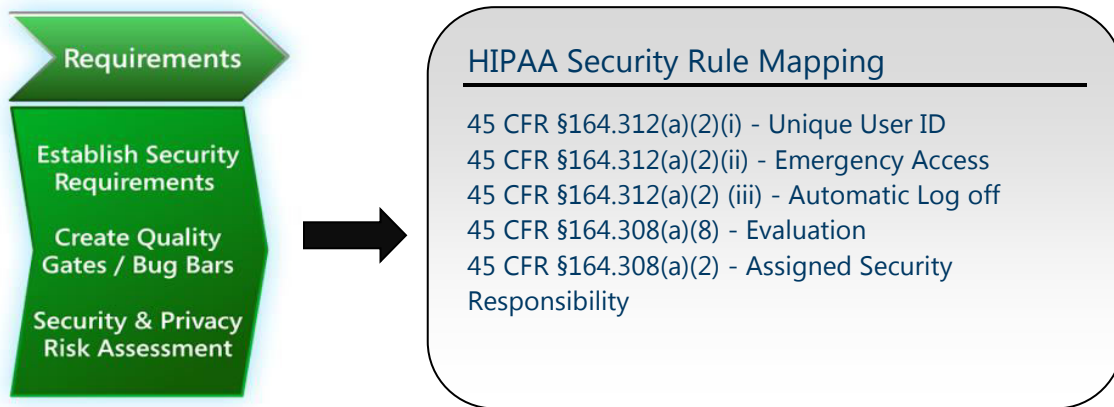 Requirements
Establish Security
Requirements
Create Quality
Gates / Bug Bars
Security & Privacy
Risk Assessment
HIPAA Security Rule Mapping
45 CFR §164.312(a)(2)(i) - Unique User ID
45 CFR §164.312(a)(2)(ii) - Emergency Access
45 CFR §164.312(a)(2) (iii) - Automatic Log off
45 CFR §164.308(a)(8) - Evaluation
45 CFR §164.308(a)(2) - Assigned Security
Responsibility